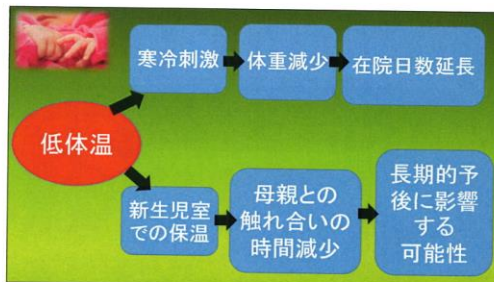 寒冷刺激
体重減少
在院日数延長
低体温
新生児室
での保温
母親との
触れ合いの
時間減少
長期的予
後に影響
する
可能性